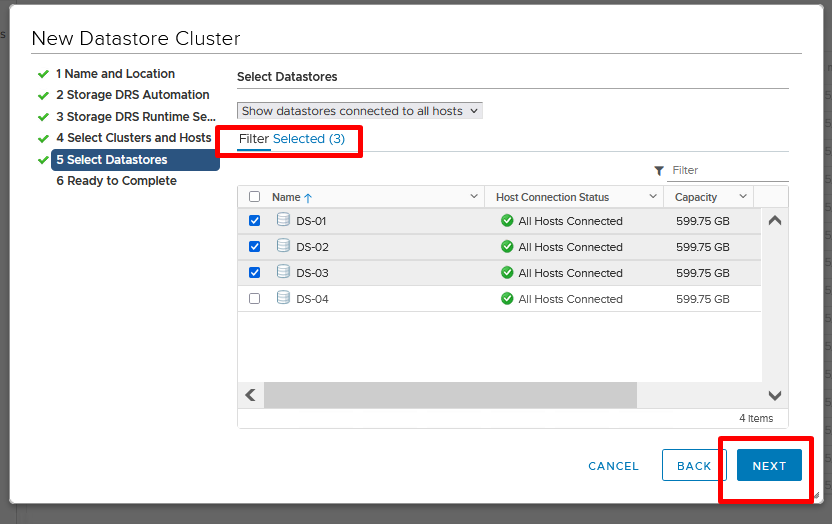 New Datastore Cluster
1 Name and Location
2 Storage DRS Automation
3 Storage DRS Runtime Se...
4 Select Clusters and Hosts
5 Select Datastores
6 Ready to Complete
Select Datastores
Show datastores connected to all hosts
Filter Selected (3)
Filter
Name Host Connection Status Capacity
DS-01 All Hosts Connected 599.75 GB
DS-02 All Hosts Connected 599.75 GB
DS-03 All Hosts Connected 599.75 GB
DS-04 All Hosts Connected 599.75 GB
4 items
CANCEL BACK NEXT